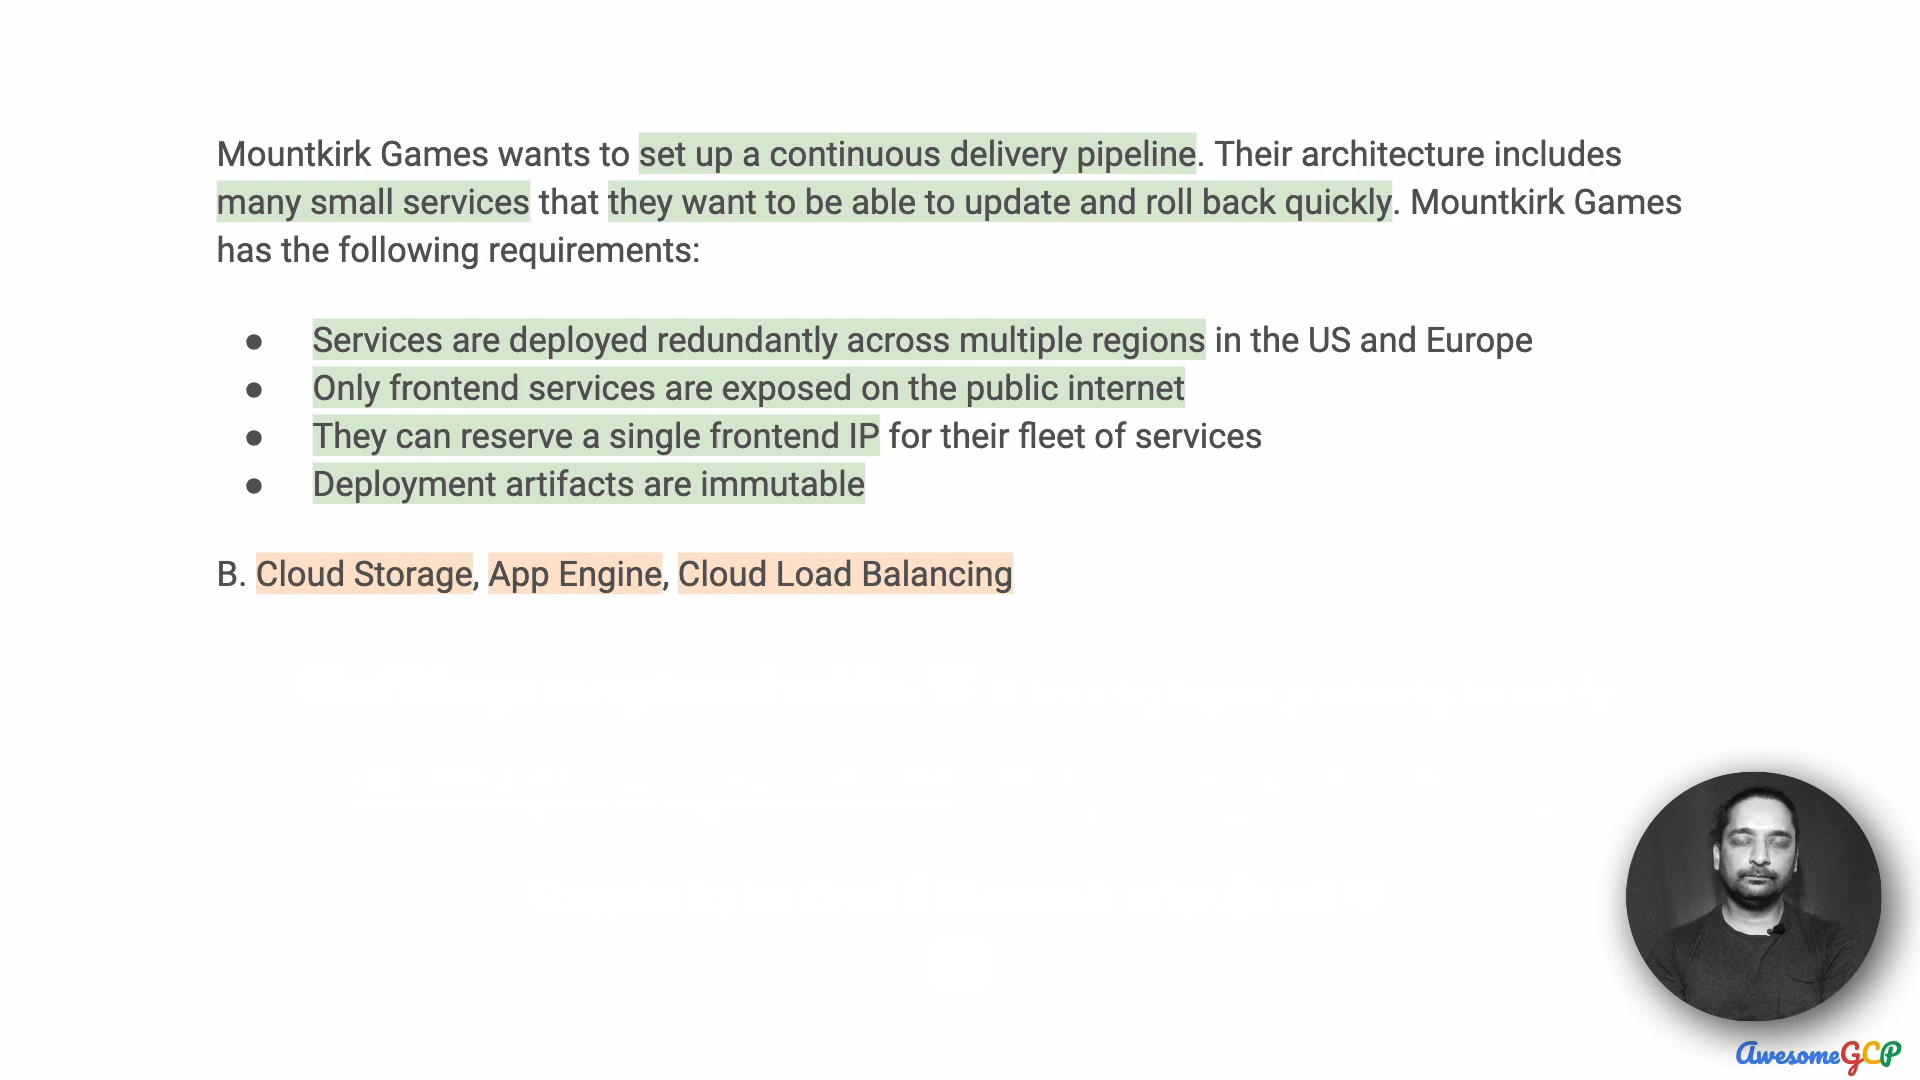 Mountkirk Games wants to set up a continuous delivery pipeline. Their architecture includes
many small services that they want to be able to update and roll back quickly. Mountkirk Games
has the following requirements:
● Services are deployed redundantly across multiple regions in the US and Europe
● Only frontend services are exposed on the public internet
● They can reserve a single frontend IP for their fleet of services
● Deployment artifacts are immutable
B. Cloud Storage, App Engine, Cloud Load Balancing
AwesomeGCP